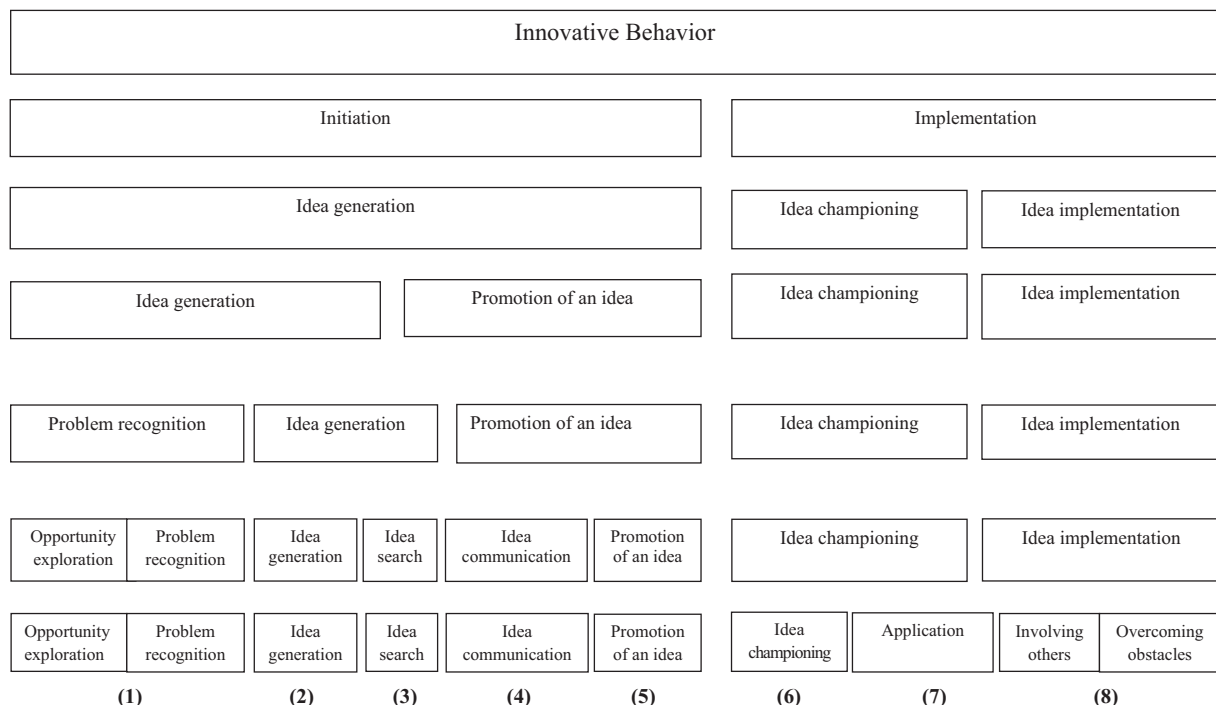 Innovative Behavior
Initiation
Implementation
Idea generation
Idea championing
Idea implementation
Idea generation
Promotion of an idea
Idea championing
Idea implementation
Problem recognition
Idea generation
Promotion of an idea
Idea championing
Idea implementation
Opportunity
exploration
Problem
recognition
Idea
generation
Idea
search
Idea
communication
Promotion
of an idea
Idea championing
Idea implementation
Opportunity
exploration
Problem
recognition
Idea
generation
Idea
search
Idea
communication
Promotion
of an idea
Idea
championing
Application
Involving
others
Overcoming
obstacles
(1)
(2)
(3)
(4)
(5)
(6)
(7)
(8)